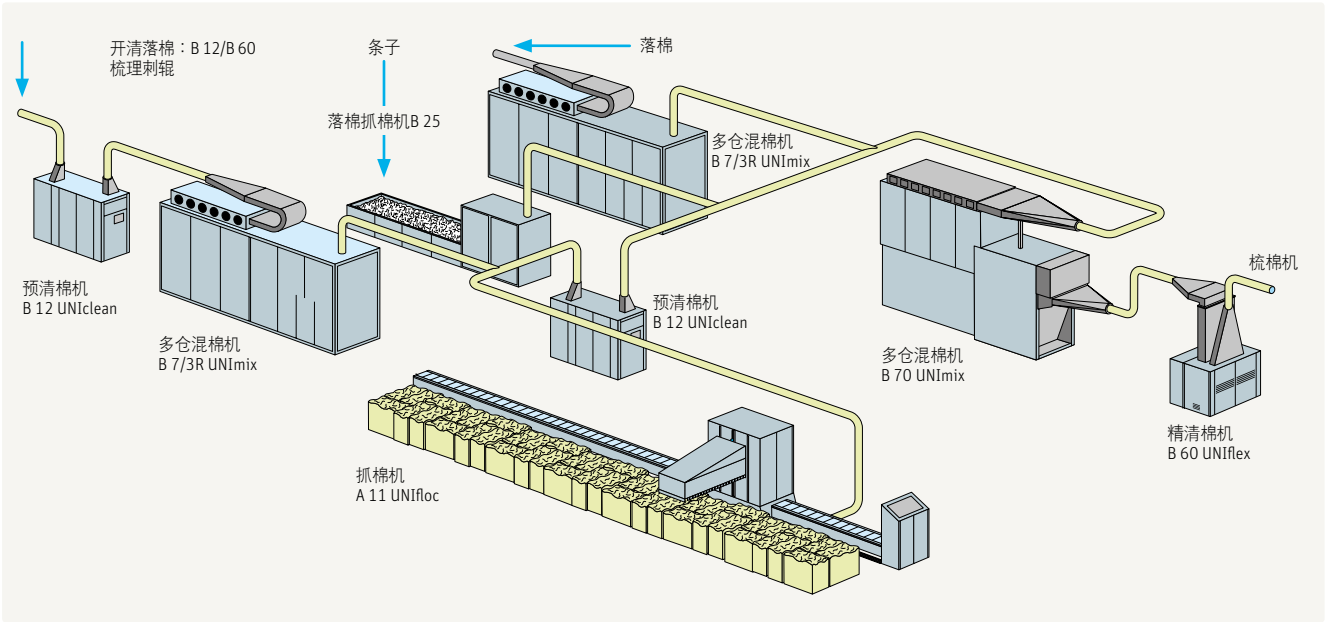 开清落棉：B 12/B 60
梳理刺辊
条子
落棉
落棉抓棉机B 25
多仓混棉机
B 7/3R UNImix
预清棉机
B 12 UNIclean
多仓混棉机
B 7/3R UNImix
预清棉机
B 12 UNIclean
多仓混棉机
B 70 UNImix
梳棉机
精清棉机
B 60 UNIflex
抓棉机
A 11 UNIfloc